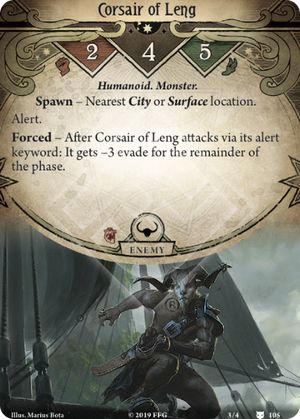 Corsair of Leng
2 4 5
Humanoid. Monster.
Spawn – Nearest City or Surface location.
Alert.
Forced – After Corsair of Leng attacks via its alert
keyword: It gets –3 evade for the remainder of
the phase.
ENEMY
Illus. Marius Bota © 2019 FFG 3/4 105